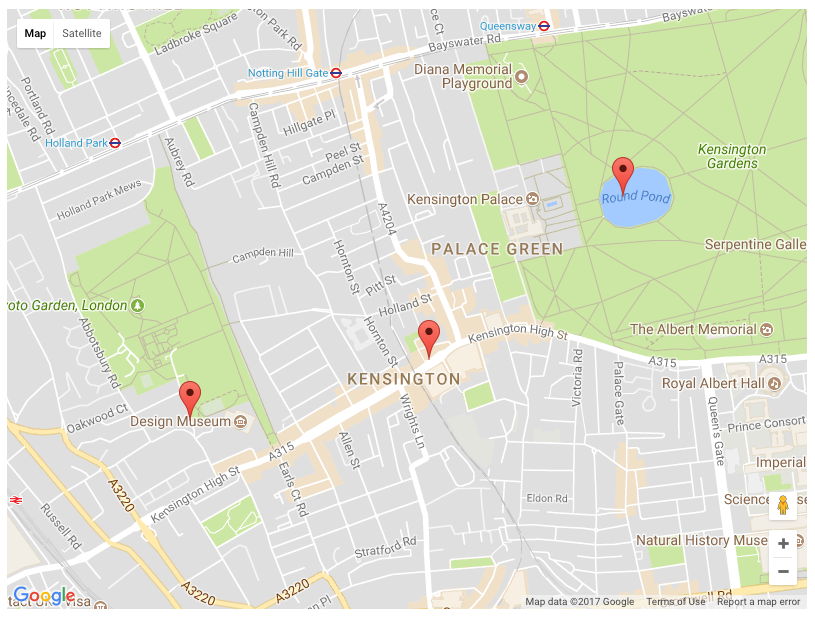 Map
Satellite
Ladbroke Square
Queensway
Bayswater Rd
Bayswater
Notting Hill Gate
Diana Memorial
Playground
Portland Rd
Holland Park
Aubrey Rd
Campden Hill Rd
Hillgate Pl
Peel St
Campden St
Kensington
Gardens
Holland Park Mews
Kensington Palace
Round Pond
A4204
PALACE GREEN
Serpentine Galle
Campden Hill
Hornton St
Pitt St
Holland St
oto Garden, London
Abbotsbury Rd
Hornton St
Kensington High St
The Albert Memorial
A315
A315
KENSINGTON
Victoria Rd
Palace Gate
Royal Albert Hall
Oakwood Ct
Design Museum
Wrights Ln
Queen's Gate
Prince Consort
A315
Allen St
Imperial
Earls Ct Rd
A3220
Kensington High St
Eldon Rd
Science
Russell Rd
Stratford Rd
Natural History Muse
A3220
A3220
Visa
Google
Map data ©2017 Google
Terms of Use
Report a map error